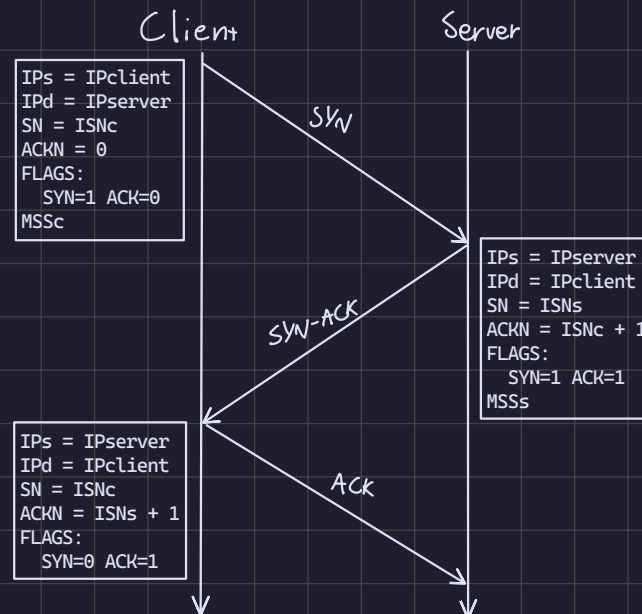 Client
Server
IPs = IPclient
IPd = IPserver
SN = ISNc
ACKN = 0
FLAGS:
SYN=1 ACK=0
MSSc
SYN
IPs = IPserver
IPd = IPclient
SN = ISNs
ACKN = ISNc + 1
FLAGS:
SYN=1 ACK=1
MSSs
SYN-ACK
IPs = IPserver
IPd = IPclient
SN = ISNc
ACKN = ISNs + 1
FLAGS:
SYN=0 ACK=1
ACK